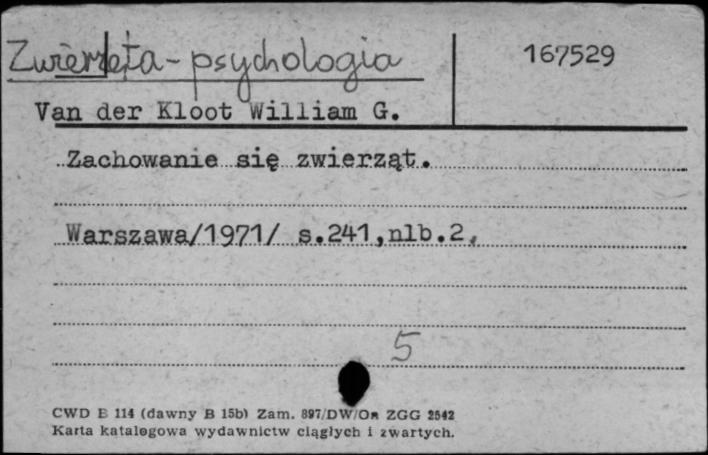 Zwierzęta - psychologia
167529
Van der Kloot William G.
Zachowanie się zwierząt.
Warszawa/1971/ s.241,nlb.2.
5
CWD B 114 (dawny B 15b) Zam. 897/DW/On ZGG 2542
Karta katalogowa wydawnictw ciągłych i zwartych.